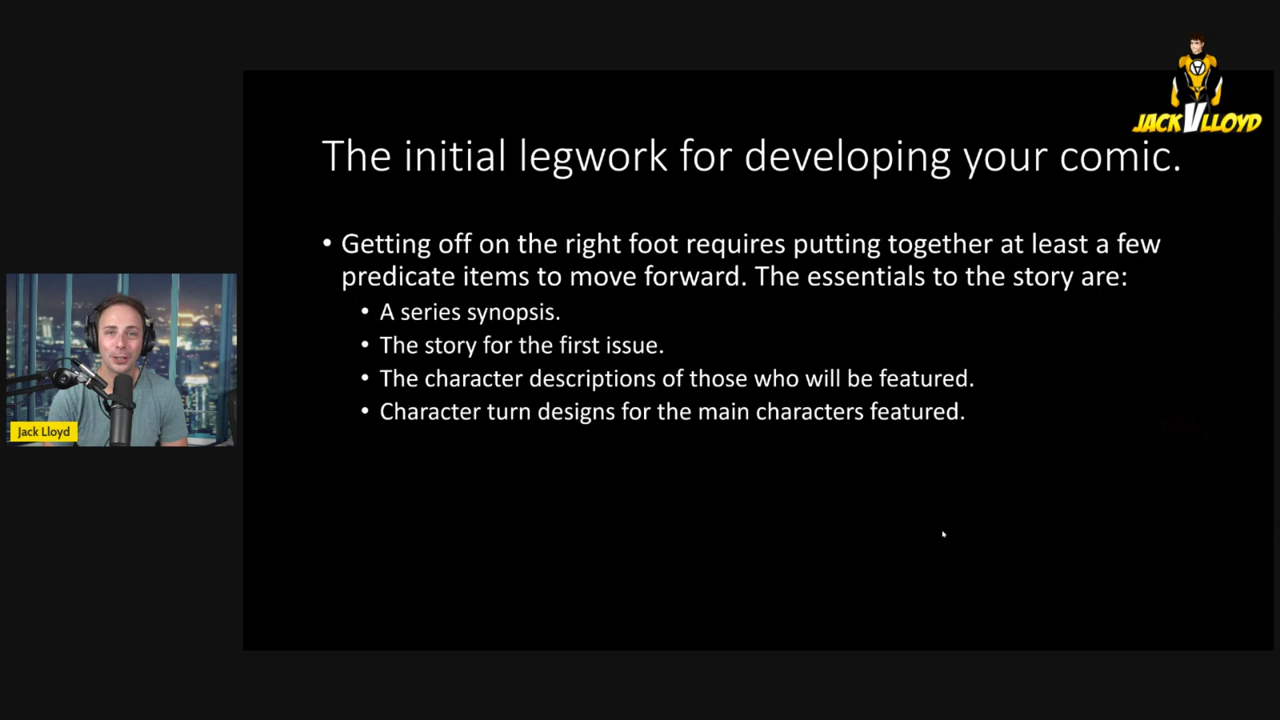 JACK V LLOYD
The initial legwork for developing your comic.
• Getting off on the right foot requires putting together at least a few
predicate items to move forward. The essentials to the story are:
• A series synopsis.
• The story for the first issue.
• The character descriptions of those who will be featured.
• Character turn designs for the main characters featured.
Jack Lloyd